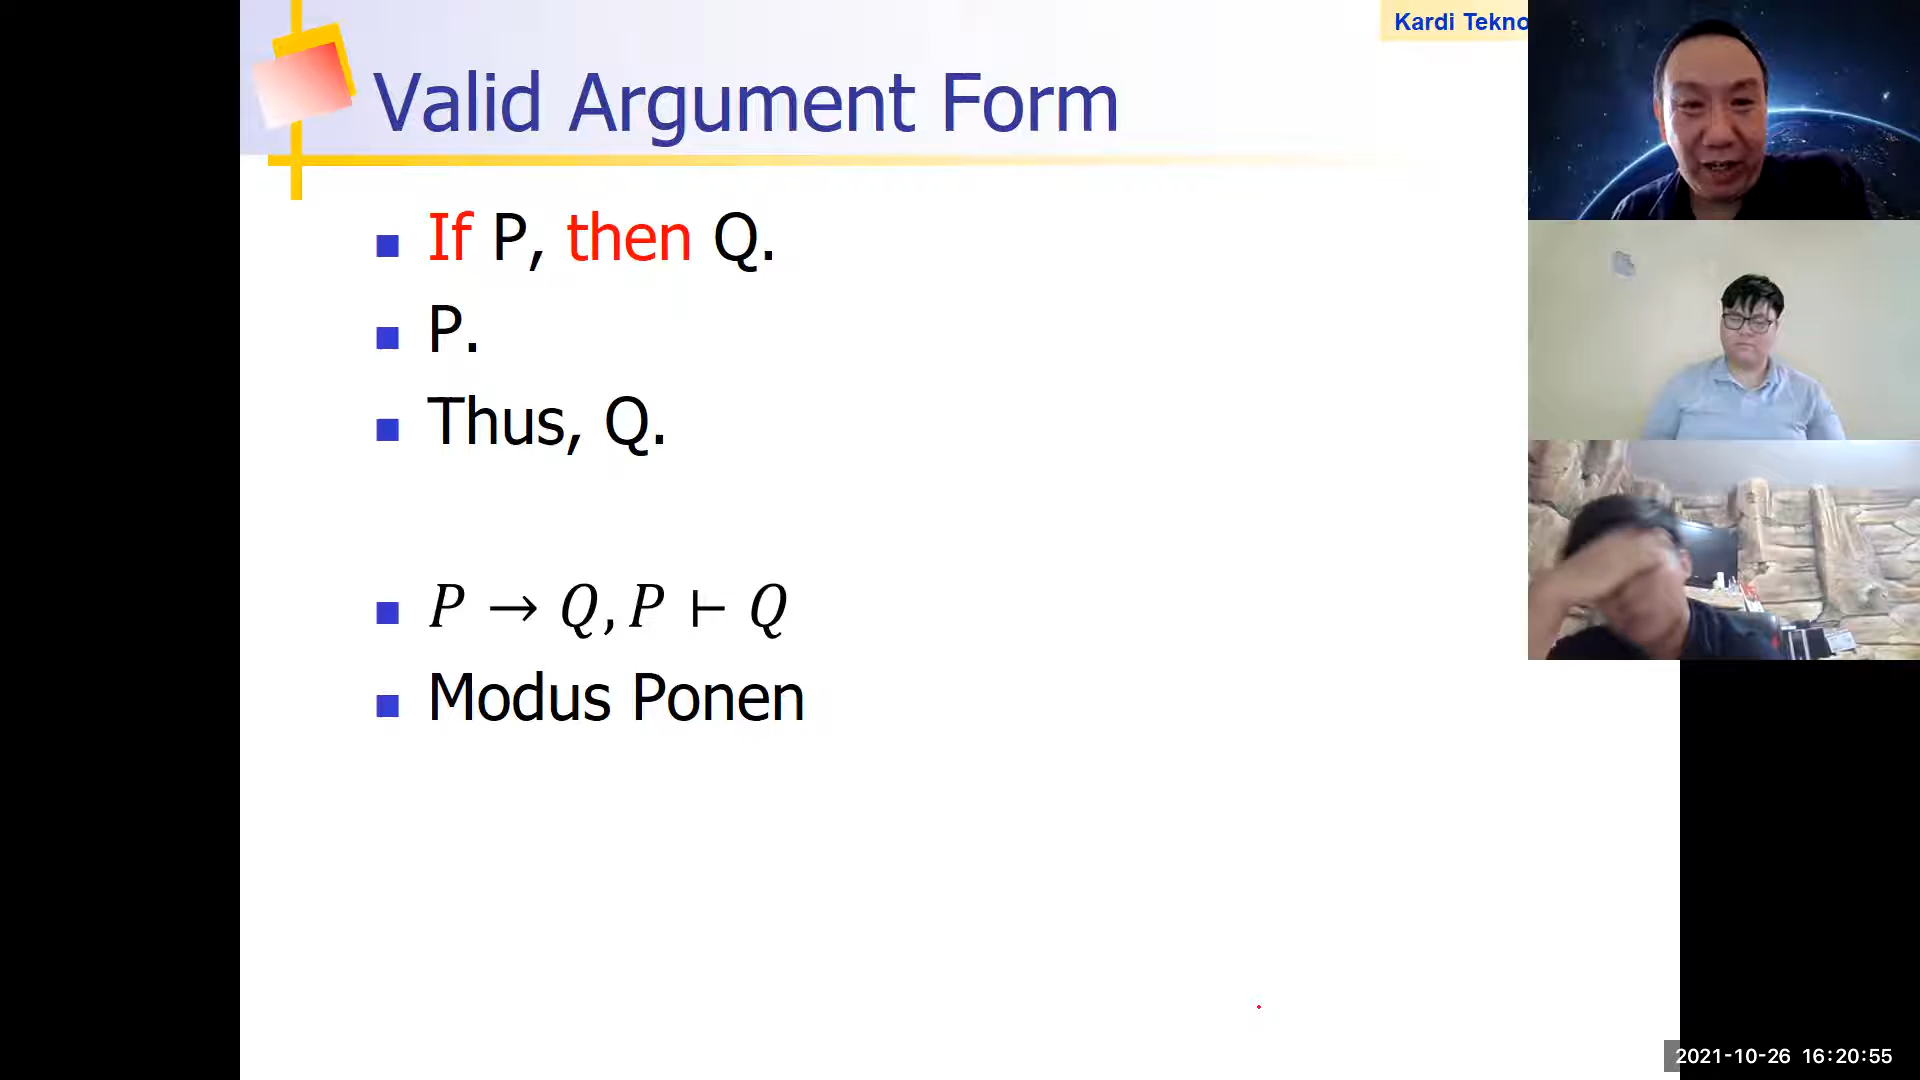 Kardi Tekno
Valid Argument Form
If P, then Q.
P.
Thus, Q.
P → Q, P ⊢ Q
Modus Ponen
2021-10-26 16:20:55